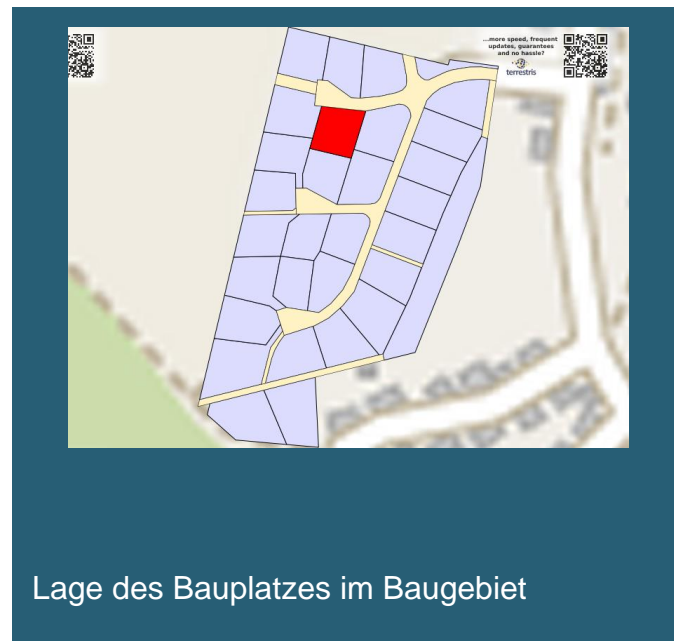 ...more speed, frequent
updates, guarantees
and no hassle?
terrestris
Lage des Bauplatzes im Baugebiet